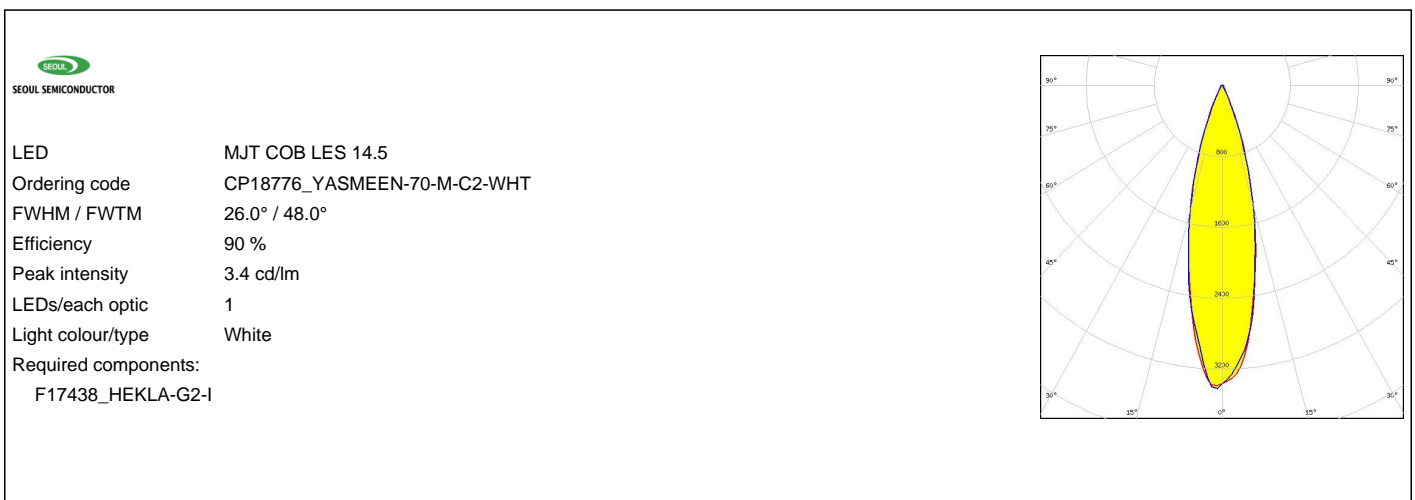 SEOUL
SEOUL SEMICONDUCTOR
LED MJT COB LES 14.5
Ordering code CP18776_YASMEEN-70-M-C2-WHT
FWHM / FWTM 26.0° / 48.0°
Efficiency 90 %
Peak intensity 3.4 cd/lm
LEDs/each optic 1
Light colour/type White
Required components:
F17438_HEKLA-G2-I
90° 90°
75° 75°
800
60° 60°
1600
45° 45°
2400
3200
30° 30°
15° 0° 15°